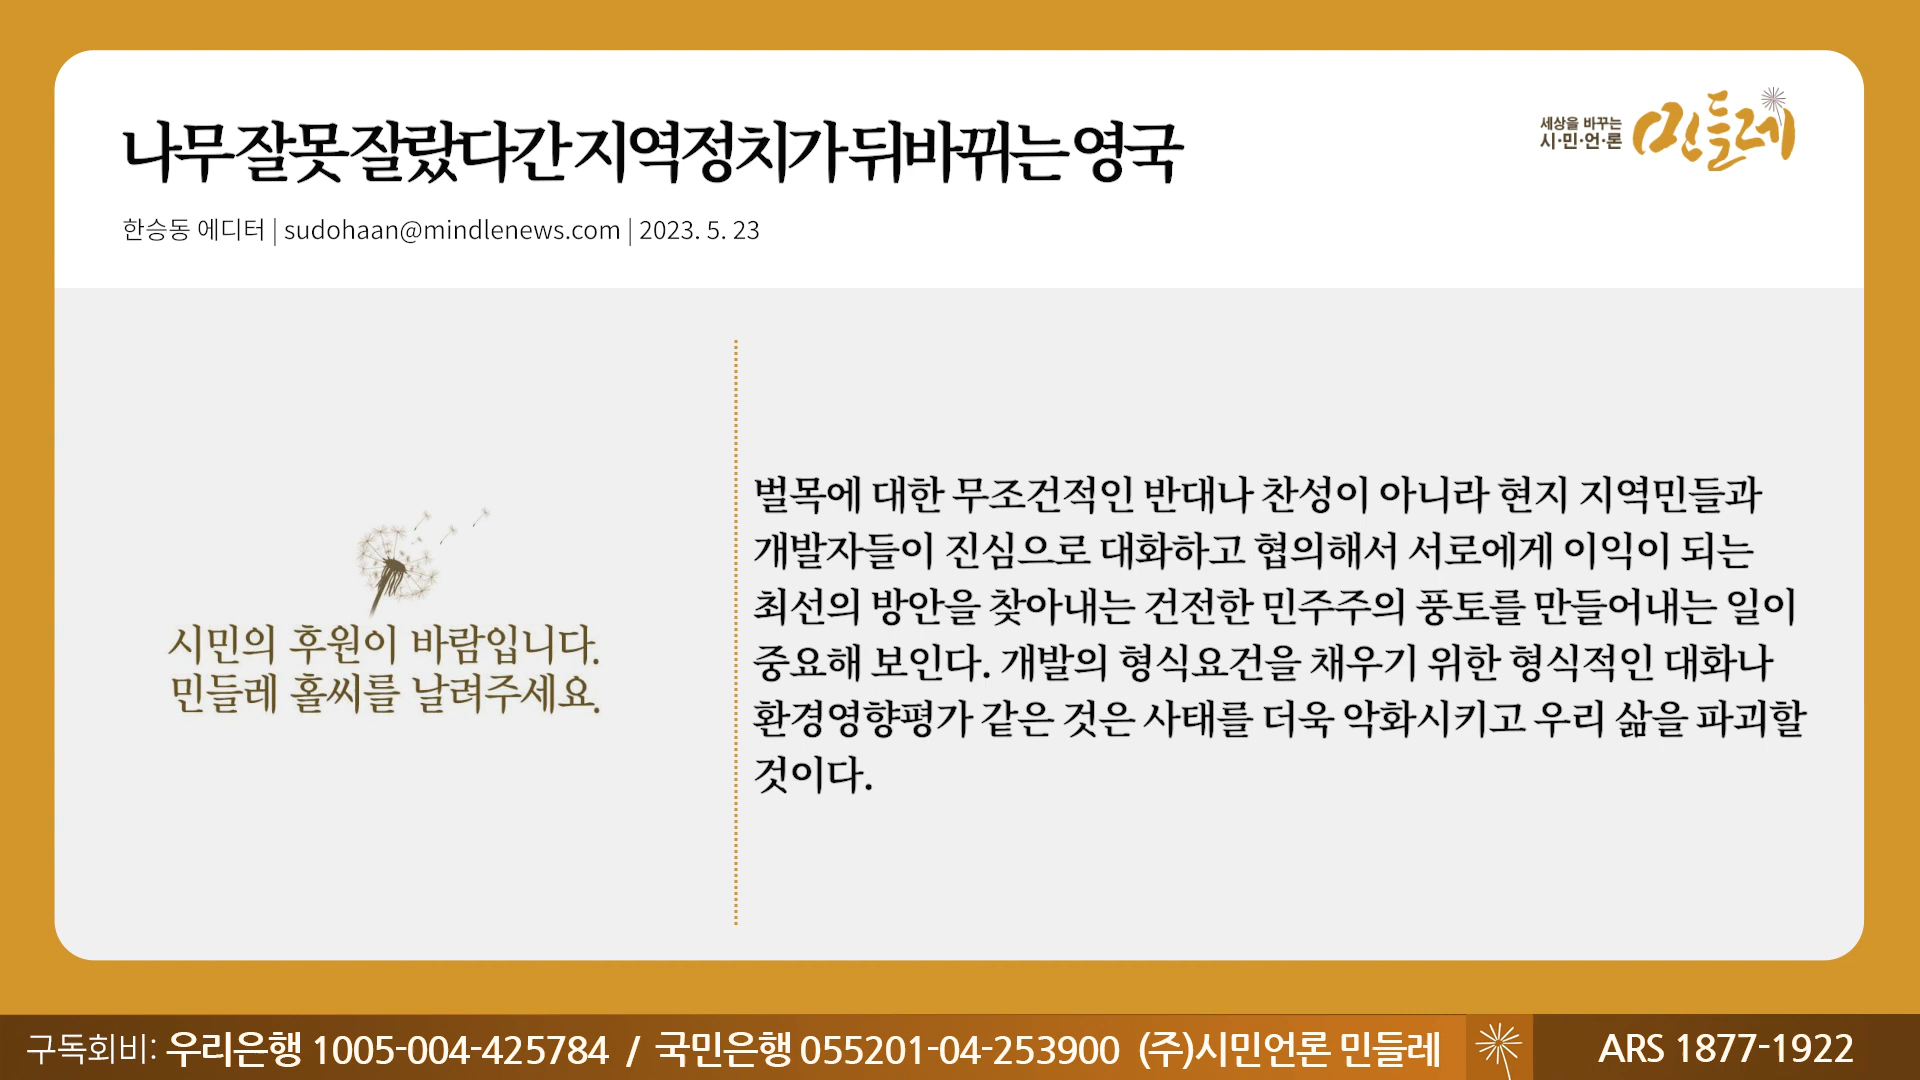 나무 잘못 잘랐다간 지역정치가 뒤바뀌는 영국
세상을 바꾸는
시·민·언·론
민들레
한승동 에디터 | sudohaan@mindlenews.com | 2023. 5. 23
시민의 후원이 바람입니다.
민들레 홀씨를 날려주세요.
벌목에 대한 무조건적인 반대나 찬성이 아니라 현지 지역민들과
개발자들이 진심으로 대화하고 협의해서 서로에게 이익이 되는
최선의 방안을 찾아내는 건전한 민주주의 풍토를 만들어내는 일이
중요해 보인다. 개발의 형식요건을 채우기 위한 형식적인 대화나
환경영향평가 같은 것은 사태를 더욱 악화시키고 우리 삶을 파괴할
것이다.
구독회비: 우리은행 1005-004-425784 / 국민은행 055201-04-253900 (주)시민언론 민들레
ARS 1877-1922